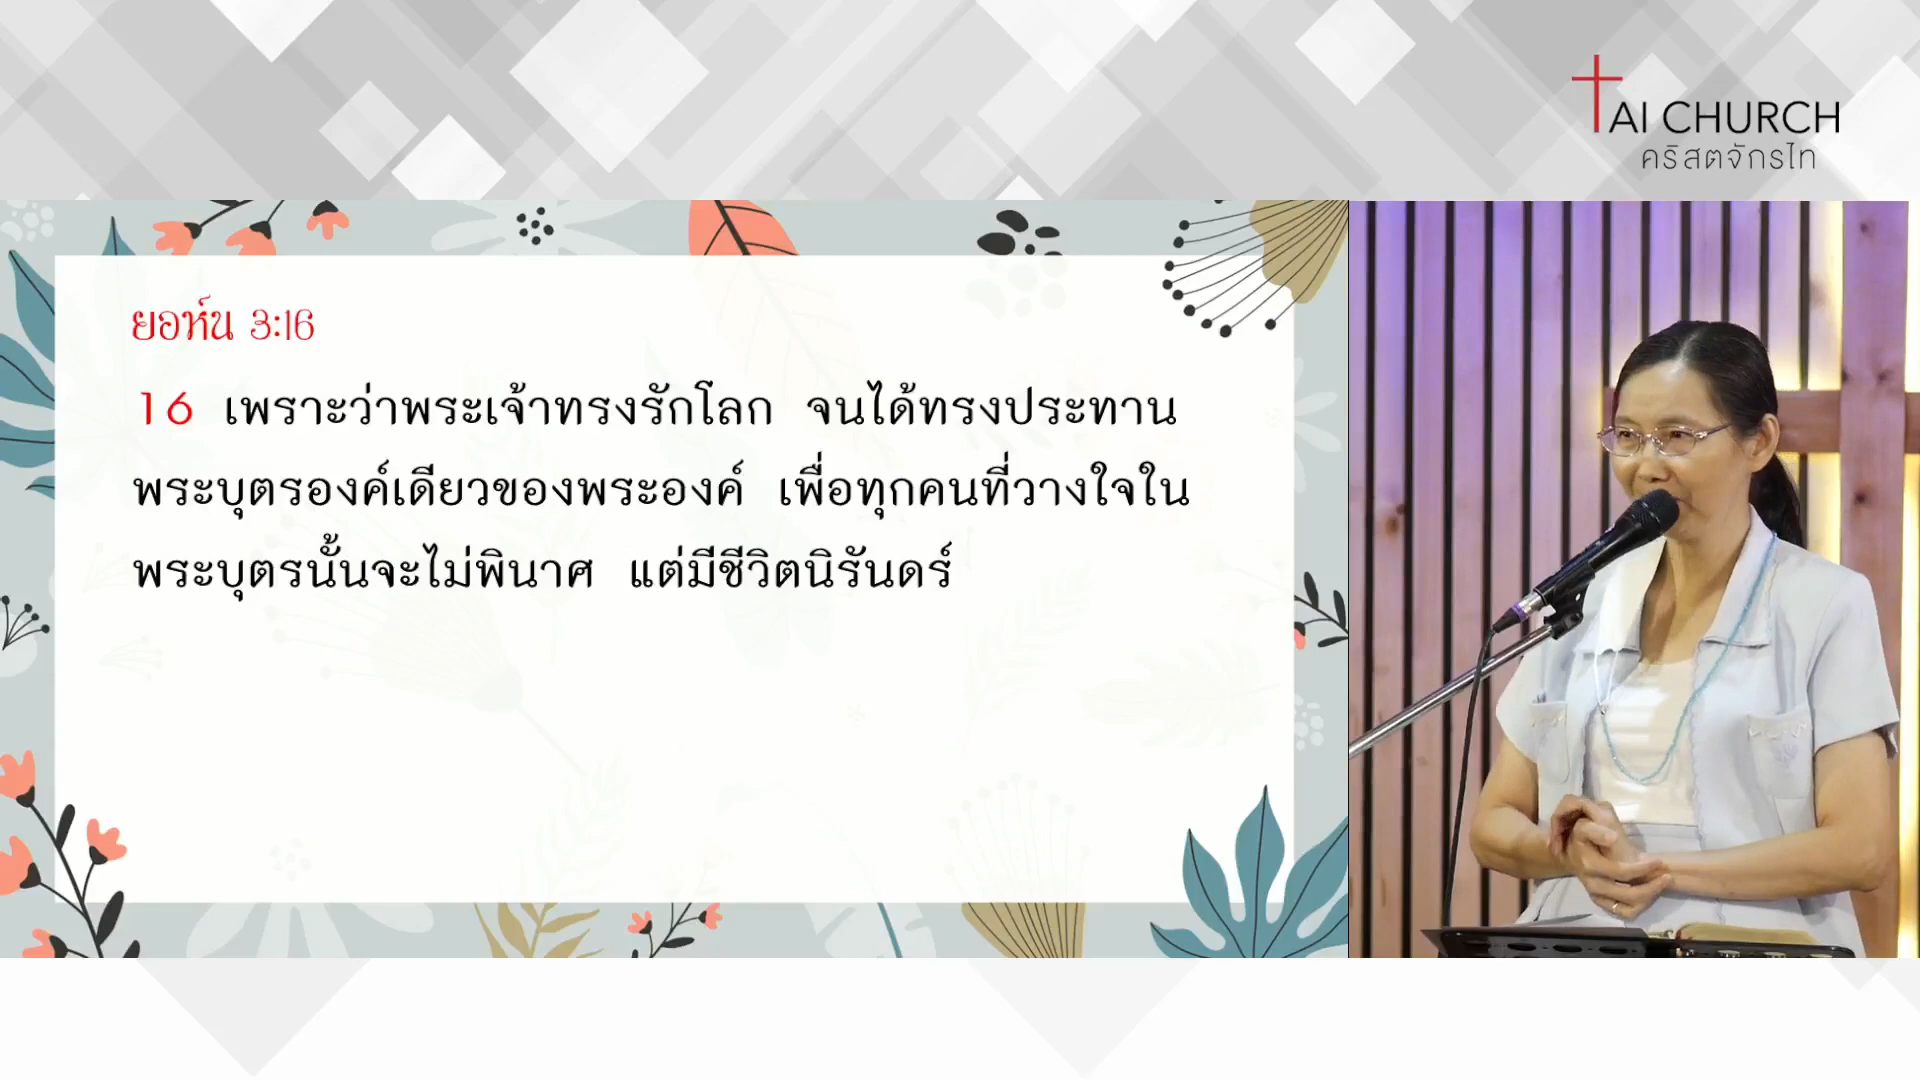 TAI CHURCH
คริสตจักรไท
ยอห์น 3:16
16 เพราะว่าพระเจ้าทรงรักโลก จนได้ทรงประทาน
พระบุตรองค์เดียวของพระองค์ เพื่อทุกคนที่วางใจใน
พระบุตรนั้นจะไม่พินาศ แต่มีชีวิตนิรันดร์